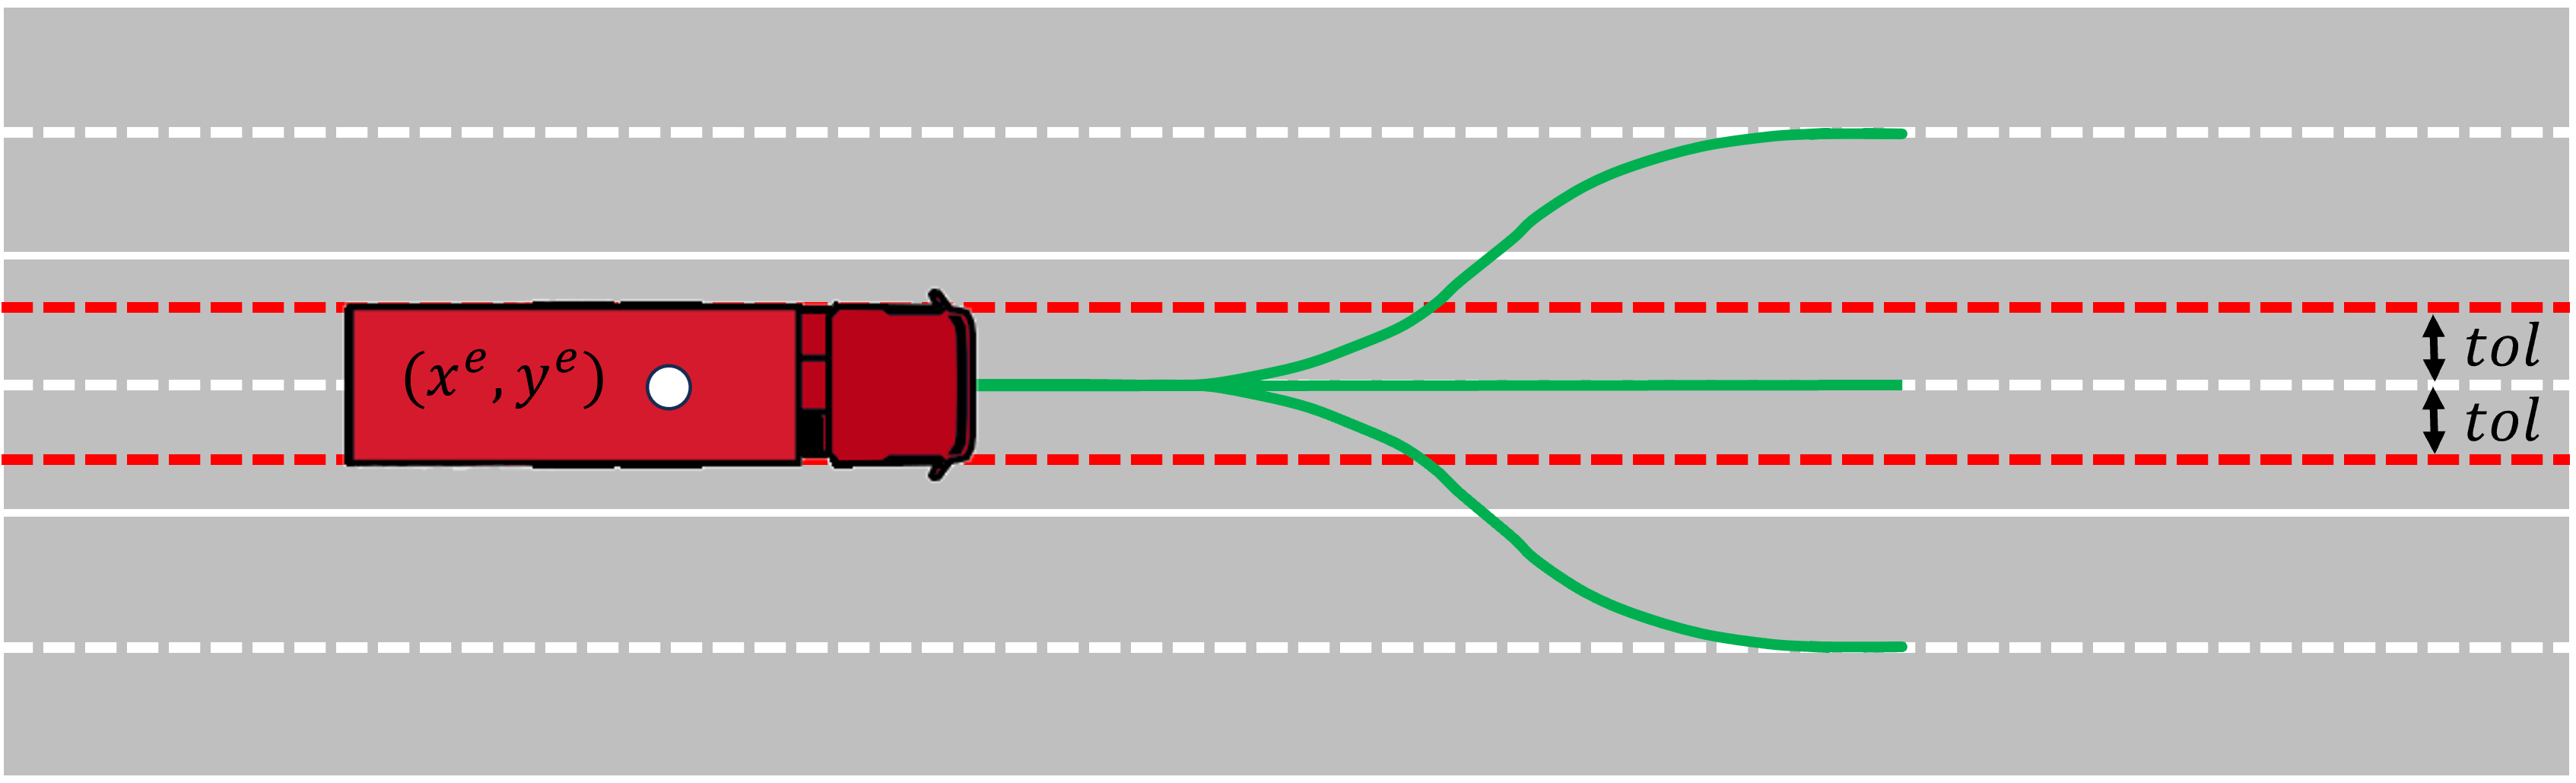 (xᵉ, yᵉ)
tol
tol